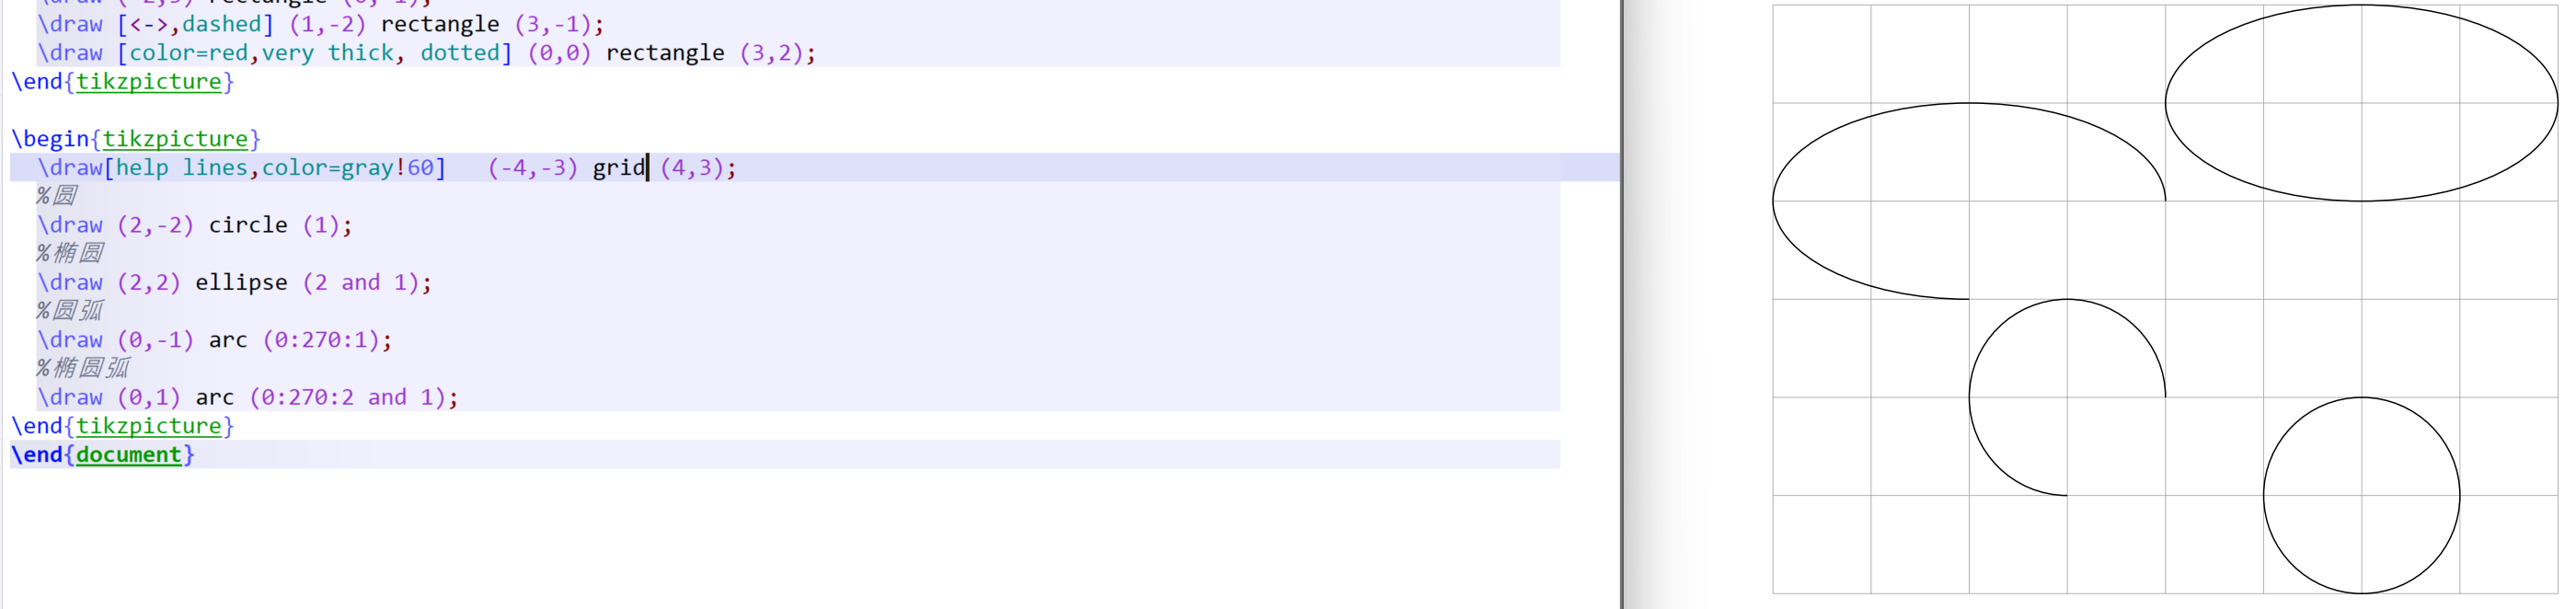 \draw [<->,dashed] (1,-2) rectangle (3,-1);
\draw [color=red,very thick, dotted] (0,0) rectangle (3,2);
\end{tikzpicture}
\begin{tikzpicture}
\draw[help lines,color=gray!60]   (-4,-3) grid (4,3);
%圆
\draw (2,-2) circle (1);
%椭圆
\draw (2,2) ellipse (2 and 1);
%圆弧
\draw (0,-1) arc (0:270:1);
%椭圆弧
\draw (0,1) arc (0:270:2 and 1);
\end{tikzpicture}
\end{document}